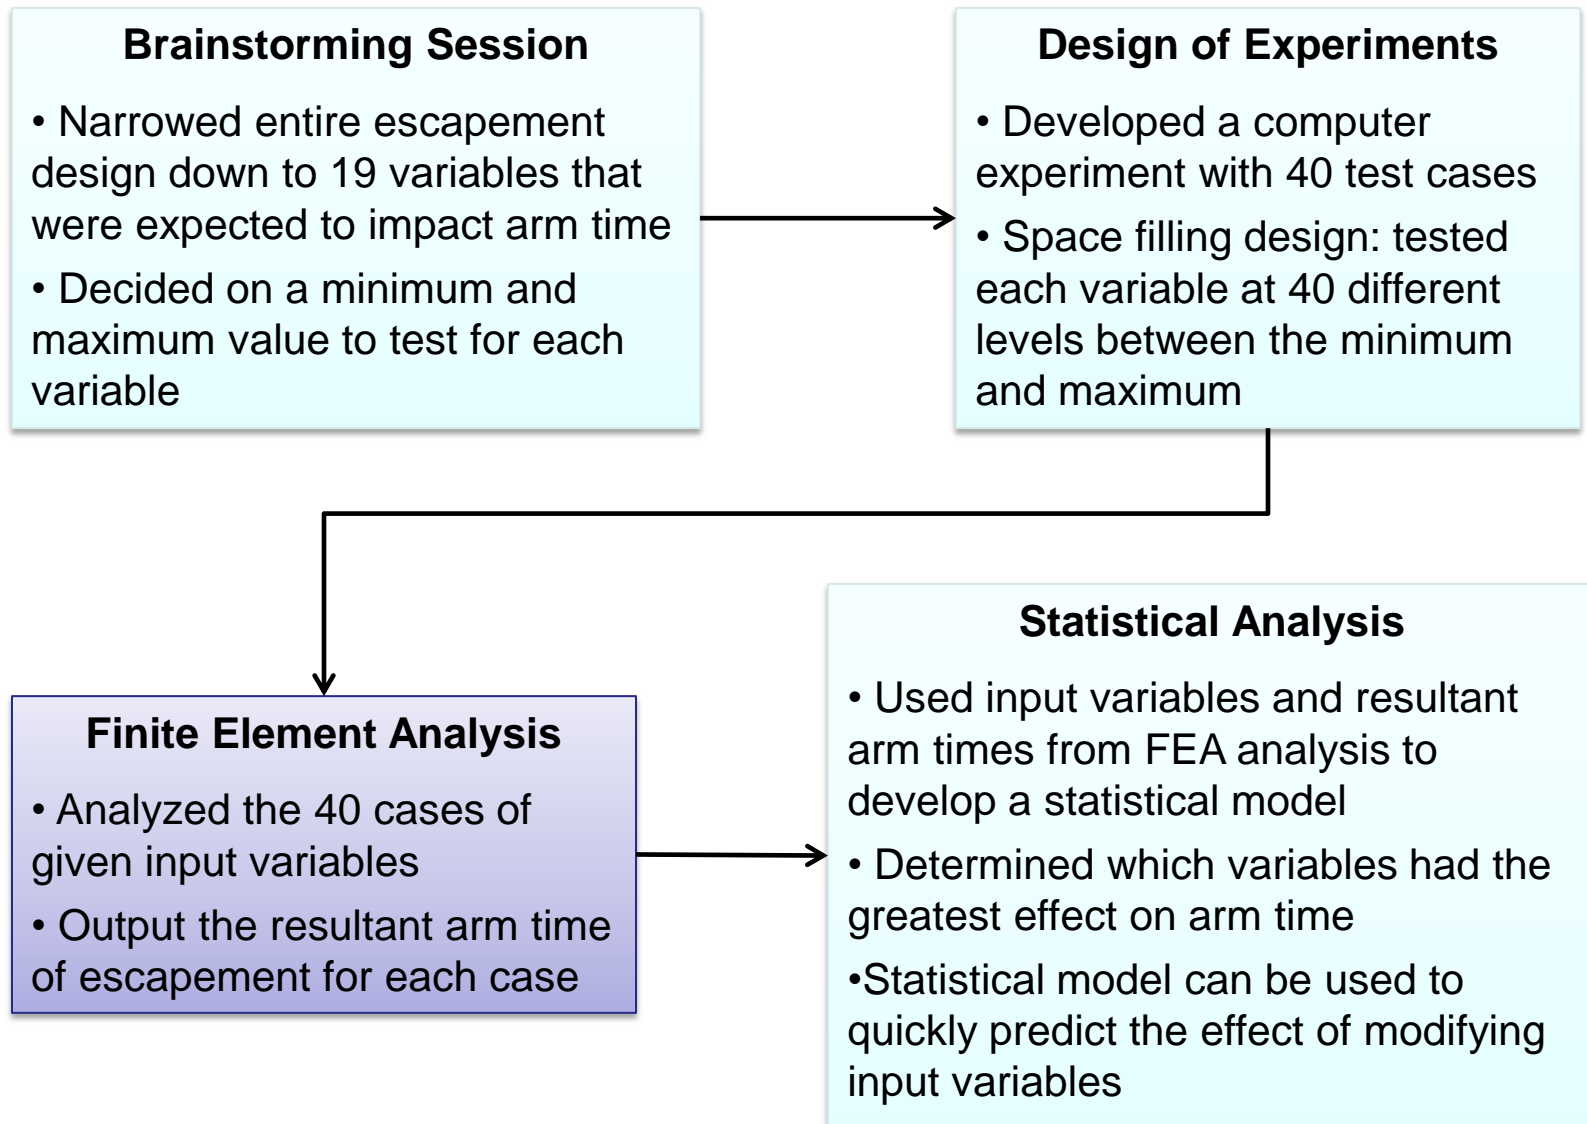 Brainstorming Session
• Narrowed entire escapement
design down to 19 variables that
were expected to impact arm time
• Decided on a minimum and
maximum value to test for each
variable
Design of Experiments
• Developed a computer
experiment with 40 test cases
• Space filling design: tested
each variable at 40 different
levels between the minimum
and maximum
Finite Element Analysis
• Analyzed the 40 cases of
given input variables
• Output the resultant arm time
of escapement for each case
Statistical Analysis
• Used input variables and resultant
arm times from FEA analysis to
develop a statistical model
• Determined which variables had the
greatest effect on arm time
•Statistical model can be used to
quickly predict the effect of modifying
input variables